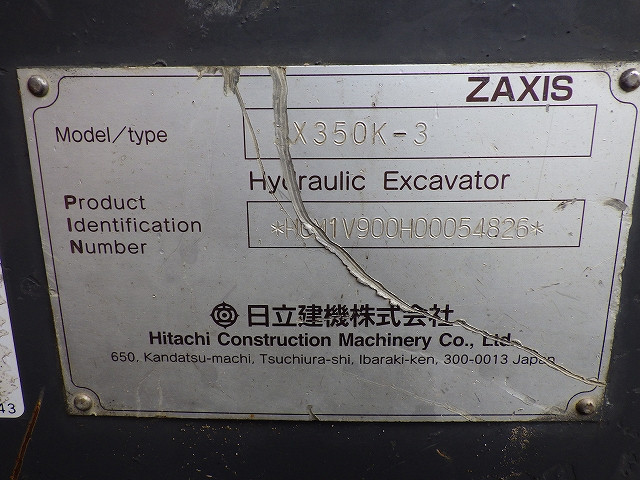 ZAXIS
Model/type
X350K-3
Hydraulic Excavator
Product
Identification
Number
*HCM1V900H00054826*
日立建機株式会社
Hitachi Construction Machinery Co., Ltd.
650, Kandatsu-machi, Tsuchiura-shi, Ibaraki-ken, 300-0013 Japan
43